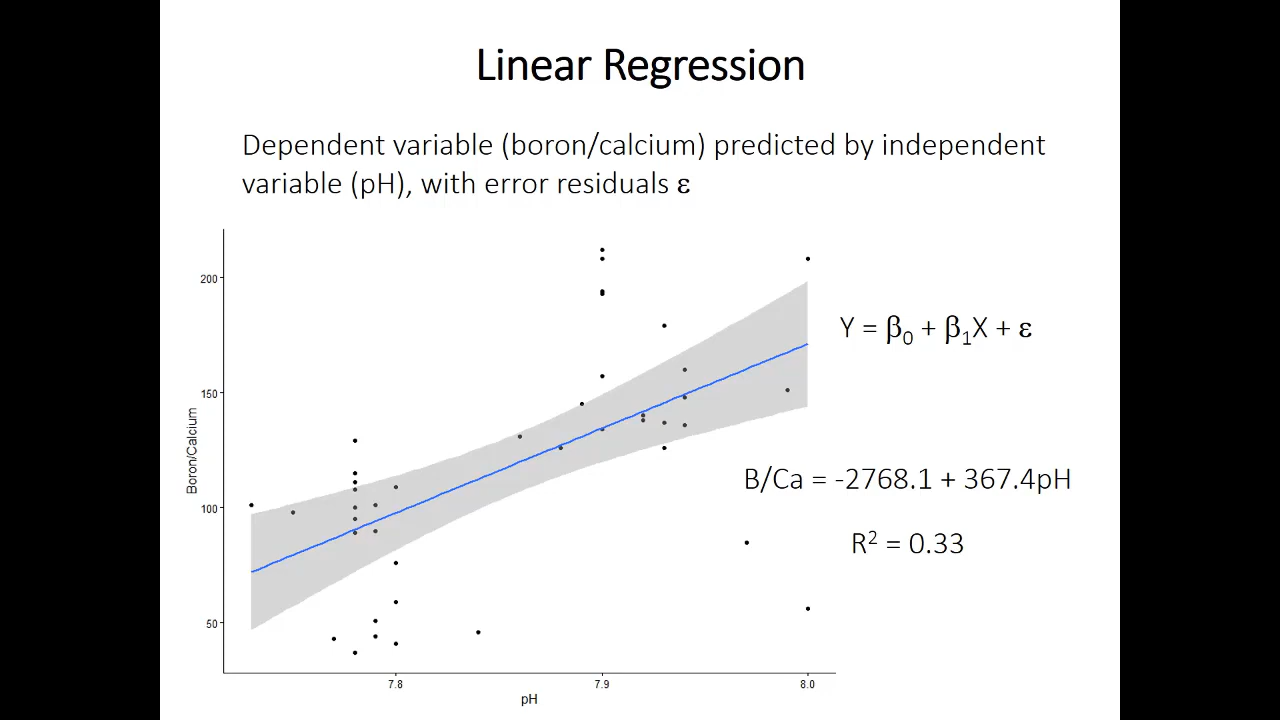 Linear Regression
Dependent variable (boron/calcium) predicted by independent
variable (pH), with error residuals ε
200
150
100
50
Boron/Calcium
7.8
7.9
8.0
pH
Y = β₀ + β₁X + ε
B/Ca = -2768.1 + 367.4pH
R² = 0.33